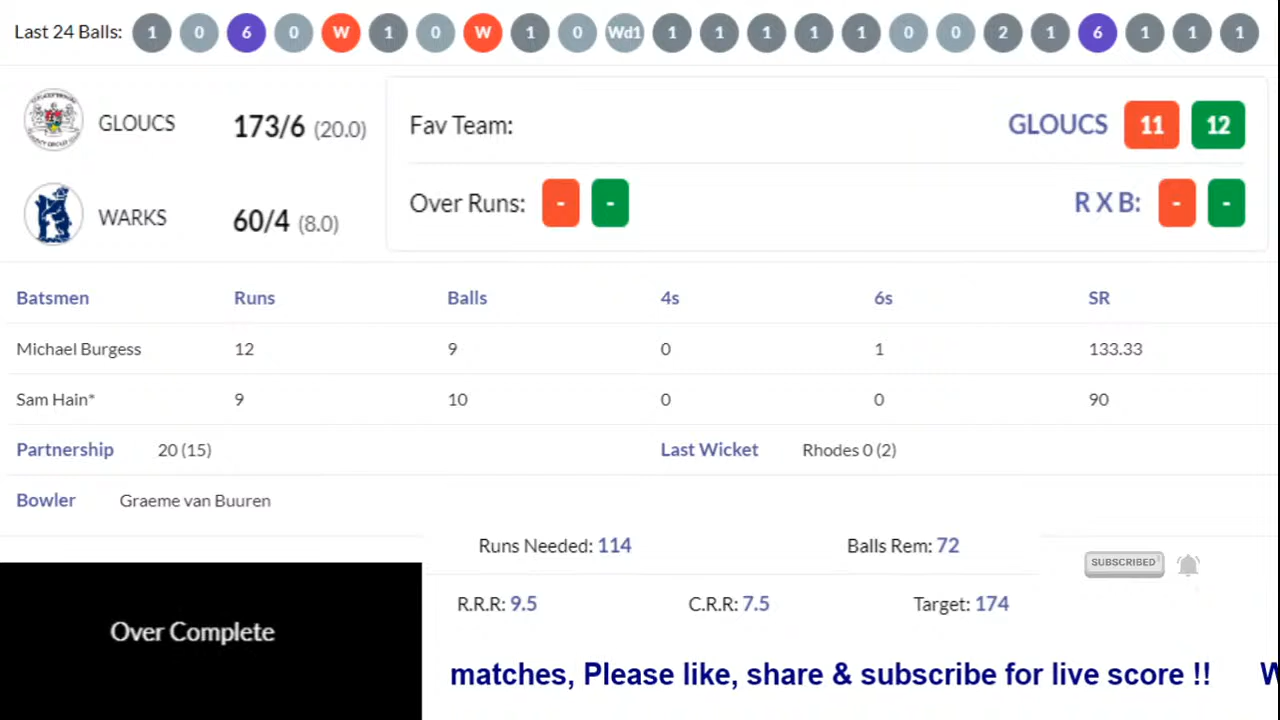 Last 24 Balls: 1 0 6 0 W 1 0 W 1 0 Wd1 1 1 1 1 1 0 0 2 1 6 1 1 1
GLOUCS 173/6 (20.0)
WARKS 60/4 (8.0)
Fav Team: GLOUCS 11 12
Over Runs: - - R X B: - -
Batsmen Runs Balls 4s 6s SR
Michael Burgess 12 9 0 1 133.33
Sam Hain* 9 10 0 0 90
Partnership 20 (15) Last Wicket Rhodes 0 (2)
Bowler Graeme van Buuren
Runs Needed: 114 Balls Rem: 72
SUBSCRIBED
R.R.R: 9.5 C.R.R: 7.5 Target: 174
Over Complete
matches, Please like, share & subscribe for live score !! W